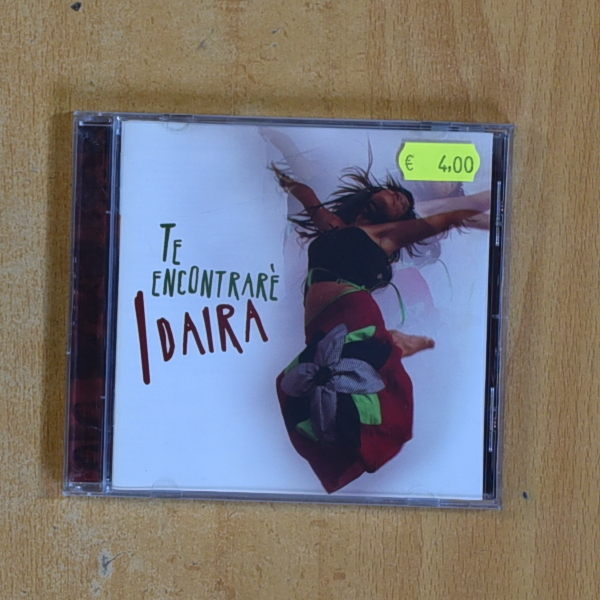 € 4,00
TE
ENCONTRARÈ
IDAIRA